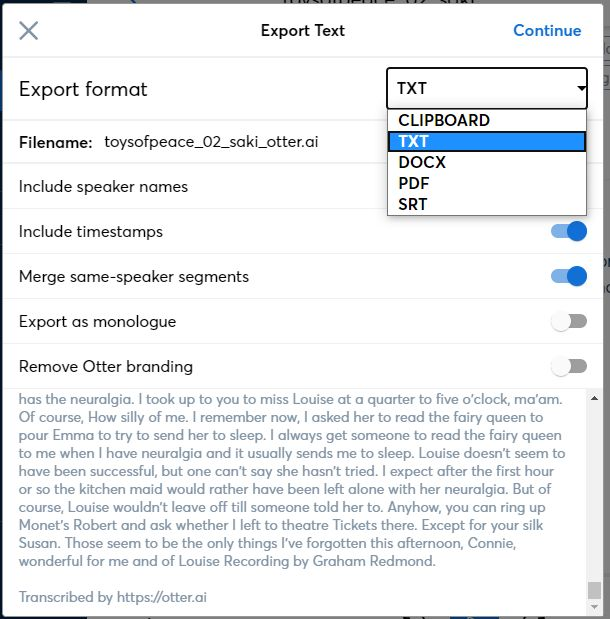 Export Text
Continue
Export format
TXT
CLIPBOARD
TXT
DOCX
PDF
SRT
Filename: toysofpeace_02_saki_otter.ai
Include speaker names
Include timestamps
Merge same-speaker segments
Export as monologue
Remove Otter branding
has the neuralgia. I took up to you to miss Louise at a quarter to five o'clock, ma'am.
Of course, How silly of me. I remember now, I asked her to read the fairy queen to
pour Emma to try to send her to sleep. I always get someone to read the fairy queen
to me when I have neuralgia and it usually sends me to sleep. Louise doesn't seem to
have been successful, but one can't say she hasn't tried. I expect after the first hour
or so the kitchen maid would rather have been left alone with her neuralgia. But of
course, Louise wouldn't leave off till someone told her to. Anyhow, you can ring up
Monet's Robert and ask whether I left to theatre Tickets there. Except for your silk
Susan. Those seem to be the only things I've forgotten this afternoon, Connie,
wonderful for me and of Louise Recording by Graham Redmond.
Transcribed by https://otter.ai